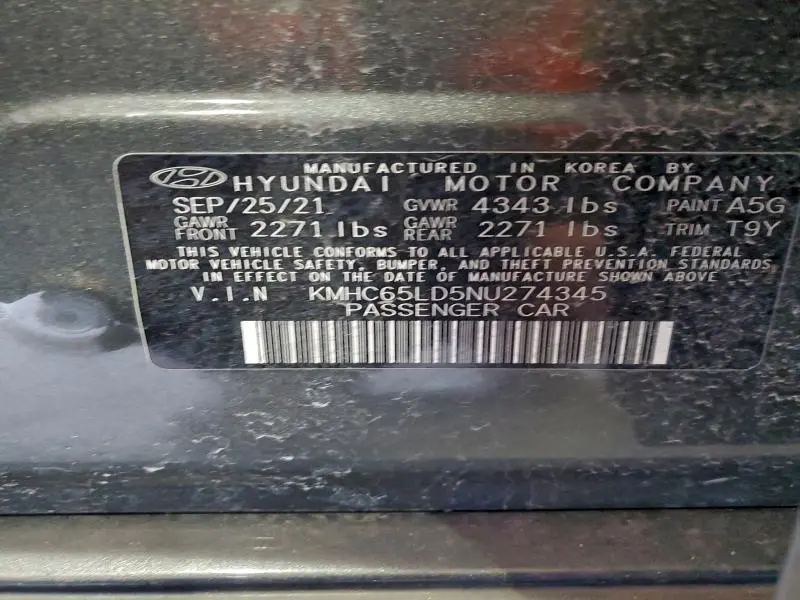 MANUFACTURED IN KOREA BY
HYUNDAI MOTOR COMPANY
SEP/25/21 GVWR 4343 lbs PAINT A5G
GAWR FRONT 2271 lbs GAWR REAR 2271 lbs TRIM T9Y
THIS VEHICLE CONFORMS TO ALL APPLICABLE U.S.A. FEDERAL
MOTOR VEHICLE SAFETY, BUMPER, AND THEFT PREVENTION STANDARDS
IN EFFECT ON THE DATE OF MANUFACTURE SHOWN ABOVE
V.I.N KMHC65LD5NU274345
PASSENGER CAR